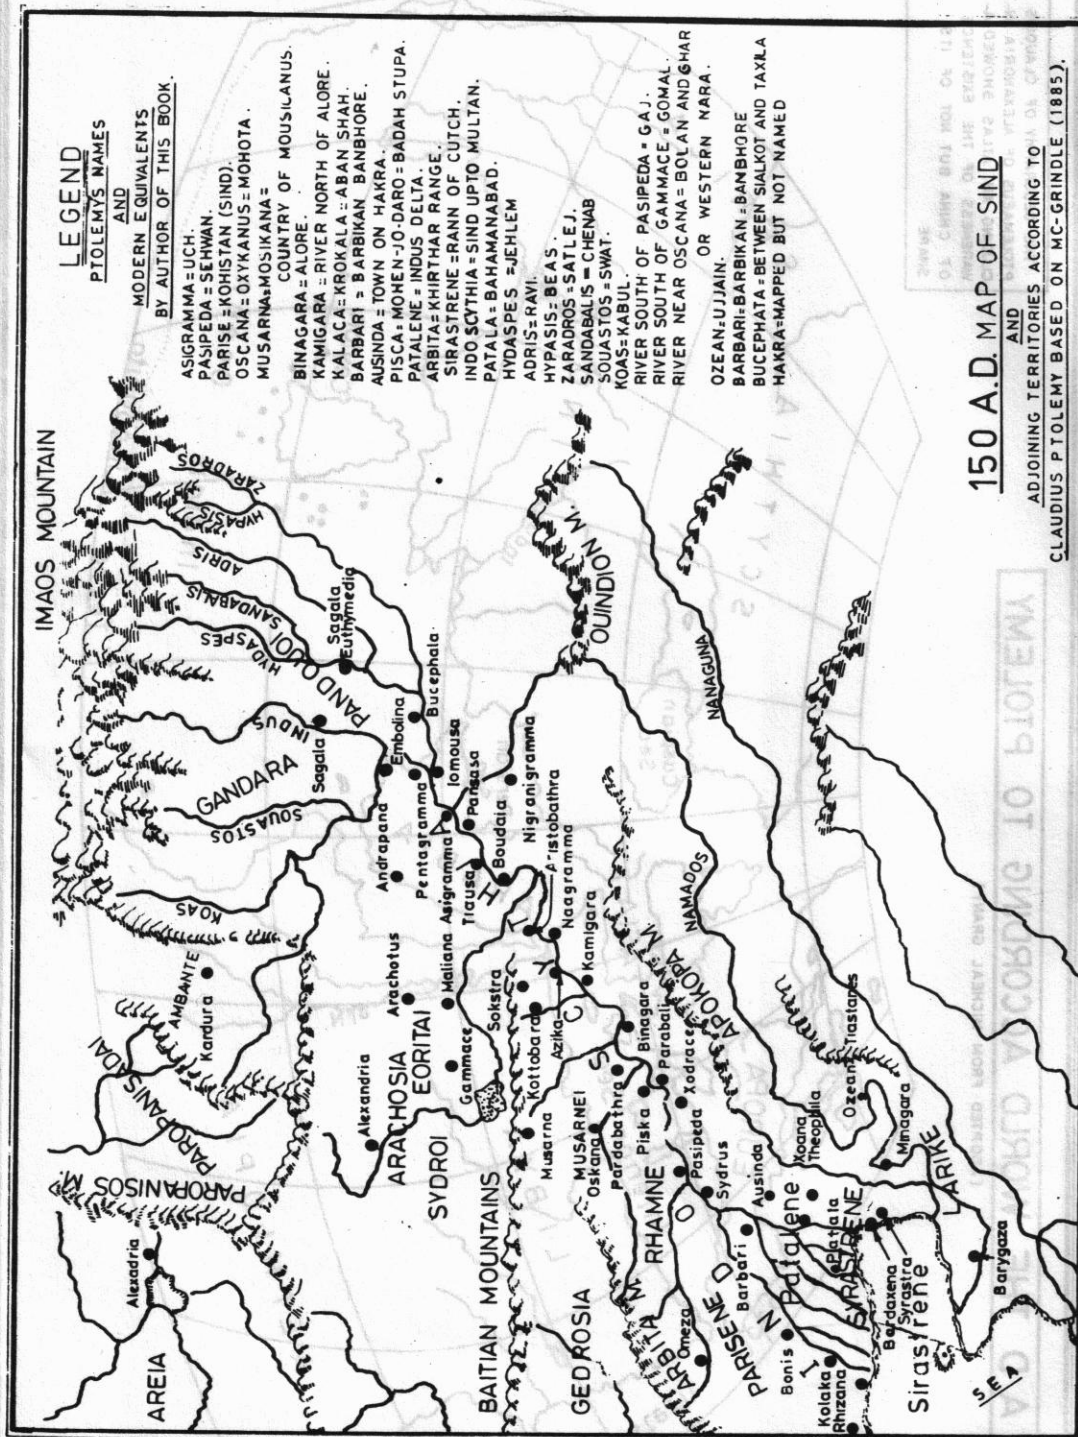 LEGEND
PTOLEMYS NAMES
AND
MODERN EQUIVALENTS
BY AUTHOR OF THIS BOOK.
ASIGRAMMA=UCH.
PASIPEDA=SEHWAN.
PARISE=KOHISTAN (SIND).
OSCANA=OXYKANUS=MOHOTA.
MUSARNA=MOSIKANA=
COUNTRY OF MOUSICANUS.
BINAGARA=ALORE.
KAMIGARA=RIVER NORTH OF ALORE.
KALACA=KROKALA=ABAN SHAH.
BARBARI=BARBIKAN BANBHORE.
AUSINDA=TOWN ON HAKRA.
PISCA=MOHEN-JO-DARO=BADAH STUPA.
PATALENE=INDUS DELTA.
ARBITA=KHIRTHAR RANGE.
SIRASTRENE=RANN OF CUTCH.
INDO SCYTHIA=SIND UPTO MULTAN.
PATALA=BAHAMANABAD.
HYDASPES=JEHLEM
ADRIS=RAVI.
HYPASIS=BEAS.
ZARADROS=SATLEJ.
SANDABALIS=CHENAB
SOUASTOS=SWAT.
KOAS=KABUL.
RIVER SOUTH OF PASIPEDA=GAJ.
RIVER SOUTH OF GAMMACE=GOMAL.
RIVER NEAR OSCANA=BOLAN AND GHAR
OR WESTERN NARA.
OZEAN=UJJAIN.
BARBARI=BARBIKAN=BANBHORE
BUCEPHATA=BETWEEN SIALKOT AND TAXILA
HAKRA=MAPPED BUT NOT NAMED
150 A.D. MAP OF SIND
AND
ADJOINING TERRITORIES ACCORDING TO
CLAUDIUS PTOLEMY BASED ON MC-GRINDLE (1885).
IMAOS MOUNTAIN
ZARADROS
HYPASIS
ADRIS
SANDABALIS
HYDASPES
PANDOUOI
Sagala
Euthymedia
INDUS
Sagala
GANDARA
SOUASTOS
KOAS
Embolina
Bucephala
Andrapand
Pentagramma
Iomousa
Asigramma
Pansasa
Tiausa
Boudaia
Nigranigramma
Aristobathra
Naagramma
Kamigara
Azika
Kottobara
Sokstra
Binagara
Parabali
Xodrace
Piska
Pardabathra
MUSARNEI
Oskana
Musarna
Pasipeda
Sydrus
Ausinda
Xoana
Theophila
Barbari
Patalene
Patala
SYRASTRENE
Bardaxena
Syrastra
Sirastrene
Bonis
Kolaka
Rhizana
PARISENE
Omeza
ARBITA M.
RHAMNE
GEDROSIA
BAITIAN MOUNTAINS
SYDROI
ARACHOSIA
EORITAI
Gammace
Maliana
Arachotus
Alexandria
AMBANTE
Kandura
PAROPANISADAI
PAROPANISOS M.
Alexadria
AREIA
INDO SCYTHIA
OUINDION M.
NANAGUNA
NAMADOS
APOKOPA M.
Tiastanes
Ozean
Minagara
LARIKE
Barygaza
SEA